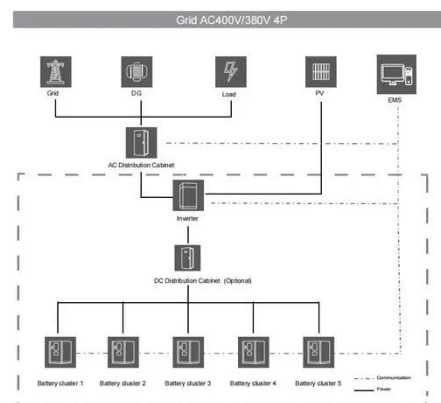 Grid AC400V/380V 4P
Grid
DG
Load
PV
EMS
AC Distribution Cabinet
Inverter
DC Distribution Cabinet (Optional)
Battery cluster 1
Battery cluster 2
Battery cluster 3
Battery cluster 4
Battery cluster 5
Communication
Power